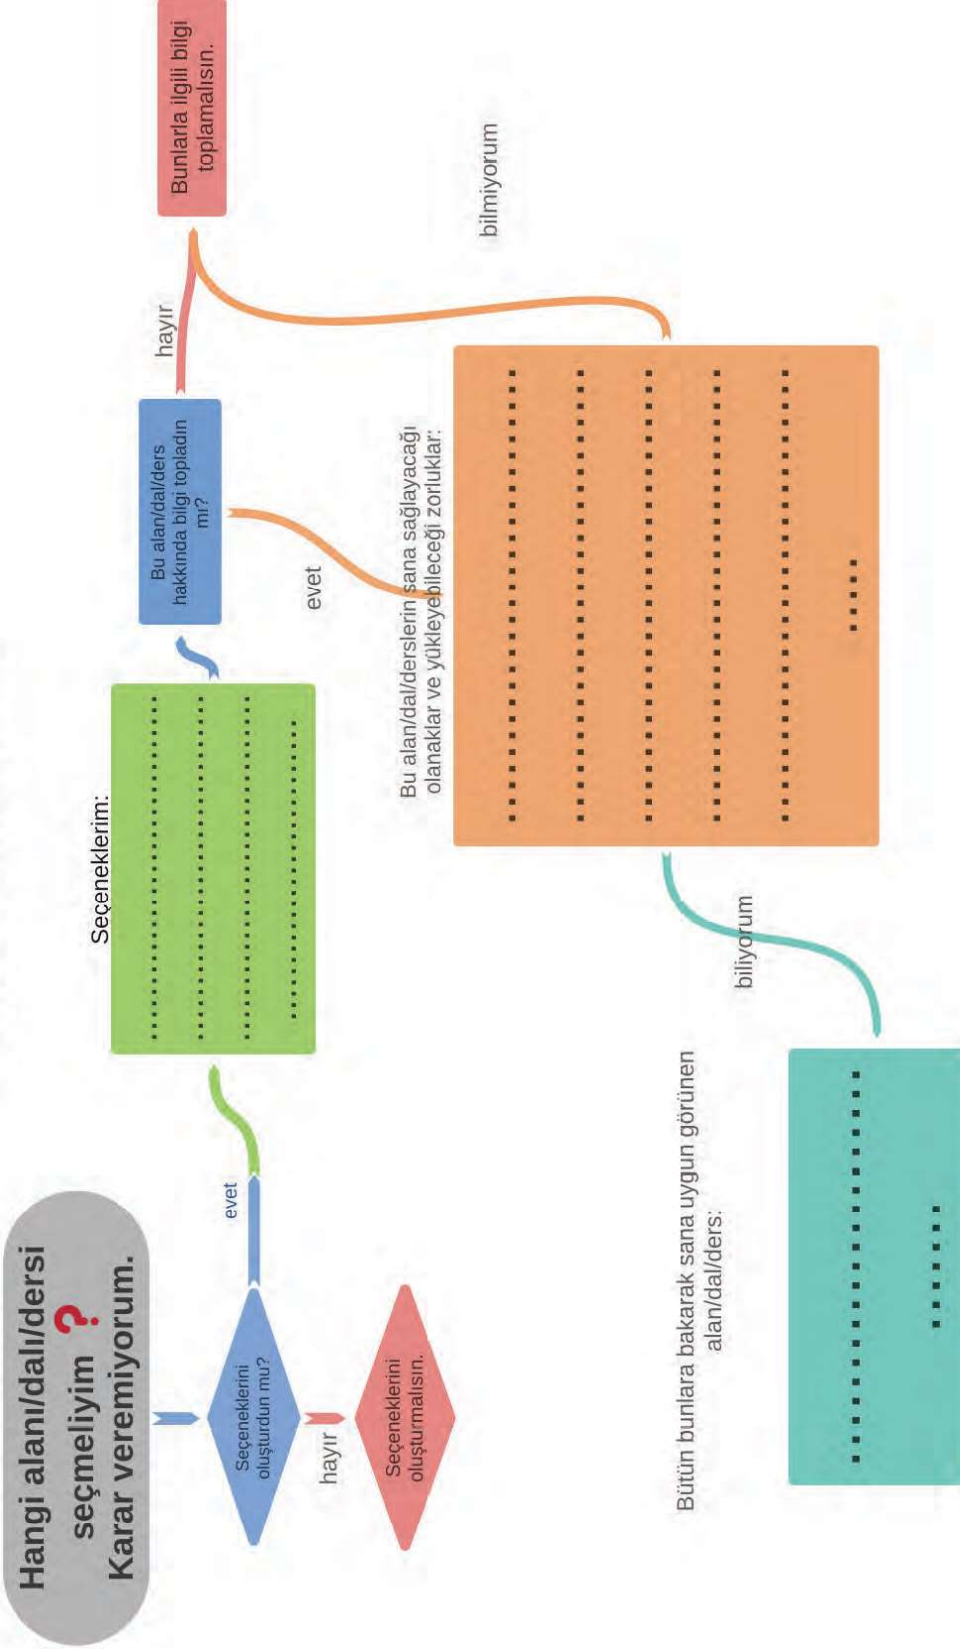 Hangi alanı/dalı/dersi
seçmeliyim ?
Karar veremiyorum.
Seçeneklerini
oluşturdun mu?
hayır
Seçeneklerini
oluşturmalısın.
evet
Seçeneklerim:
Bu alan/dal/ders
hakkında bilgi topladın
mı?
hayır
Bunlarla ilgili bilgi
toplamalısın.
evet
Bu alan/dal/derslerin sana sağlayacağı
olanaklar ve yükleyebileceği zorluklar:
bilmiyorum
biliyorum
Bütün bunlara bakarak sana uygun görünen
alan/dal/ders: